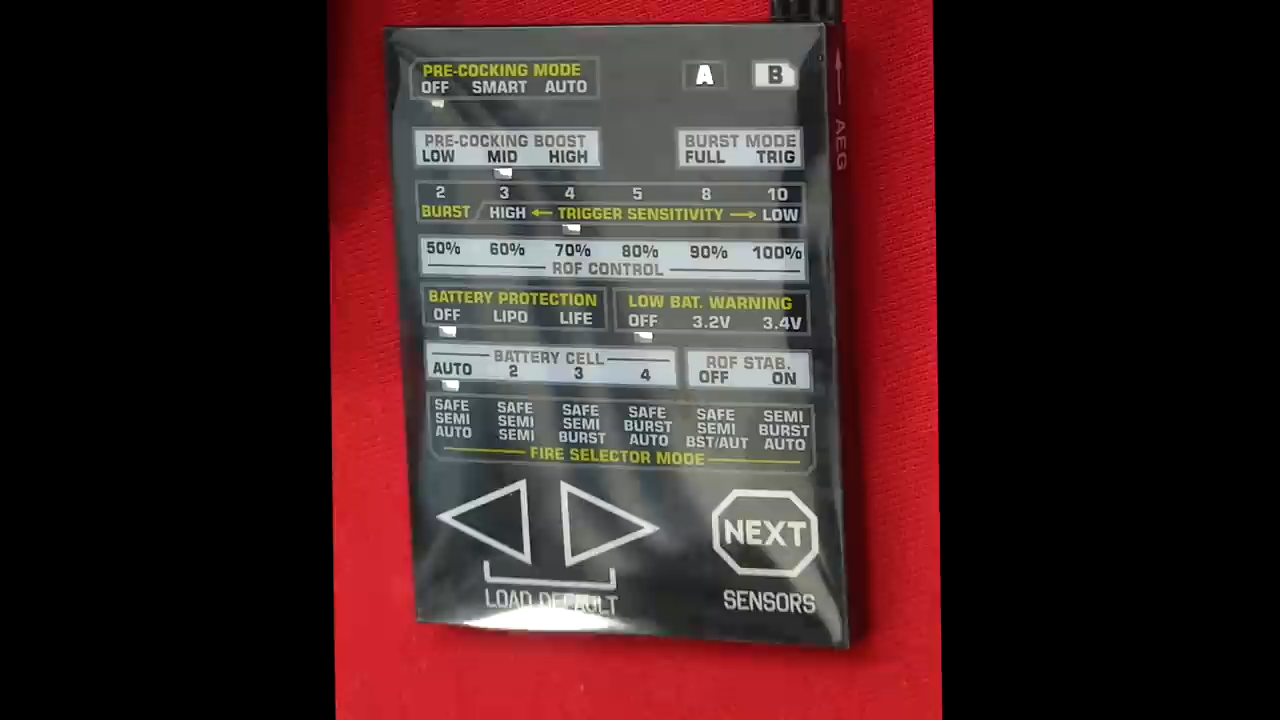 PRE-COCKING MODE
OFF SMART AUTO
A B
PRE-COCKING BOOST
LOW MID HIGH
BURST MODE
FULL TRIG
2 3 4 5 8 10
BURST HIGH ← TRIGGER SENSITIVITY → LOW
50% 60% 70% 80% 90% 100%
ROF CONTROL
BATTERY PROTECTION
OFF LIPO LIFE
LOW BAT. WARNING
OFF 3.2V 3.4V
BATTERY CELL
AUTO 2 3 4
ROF STAB.
OFF ON
SAFE SAFE SAFE SAFE SAFE SEMI
SEMI SEMI SEMI BURST SEMI BURST
AUTO SEMI BURST AUTO BST/AUT AUTO
FIRE SELECTOR MODE
NEXT
LOAD DEFAULT
SENSORS
← AEG